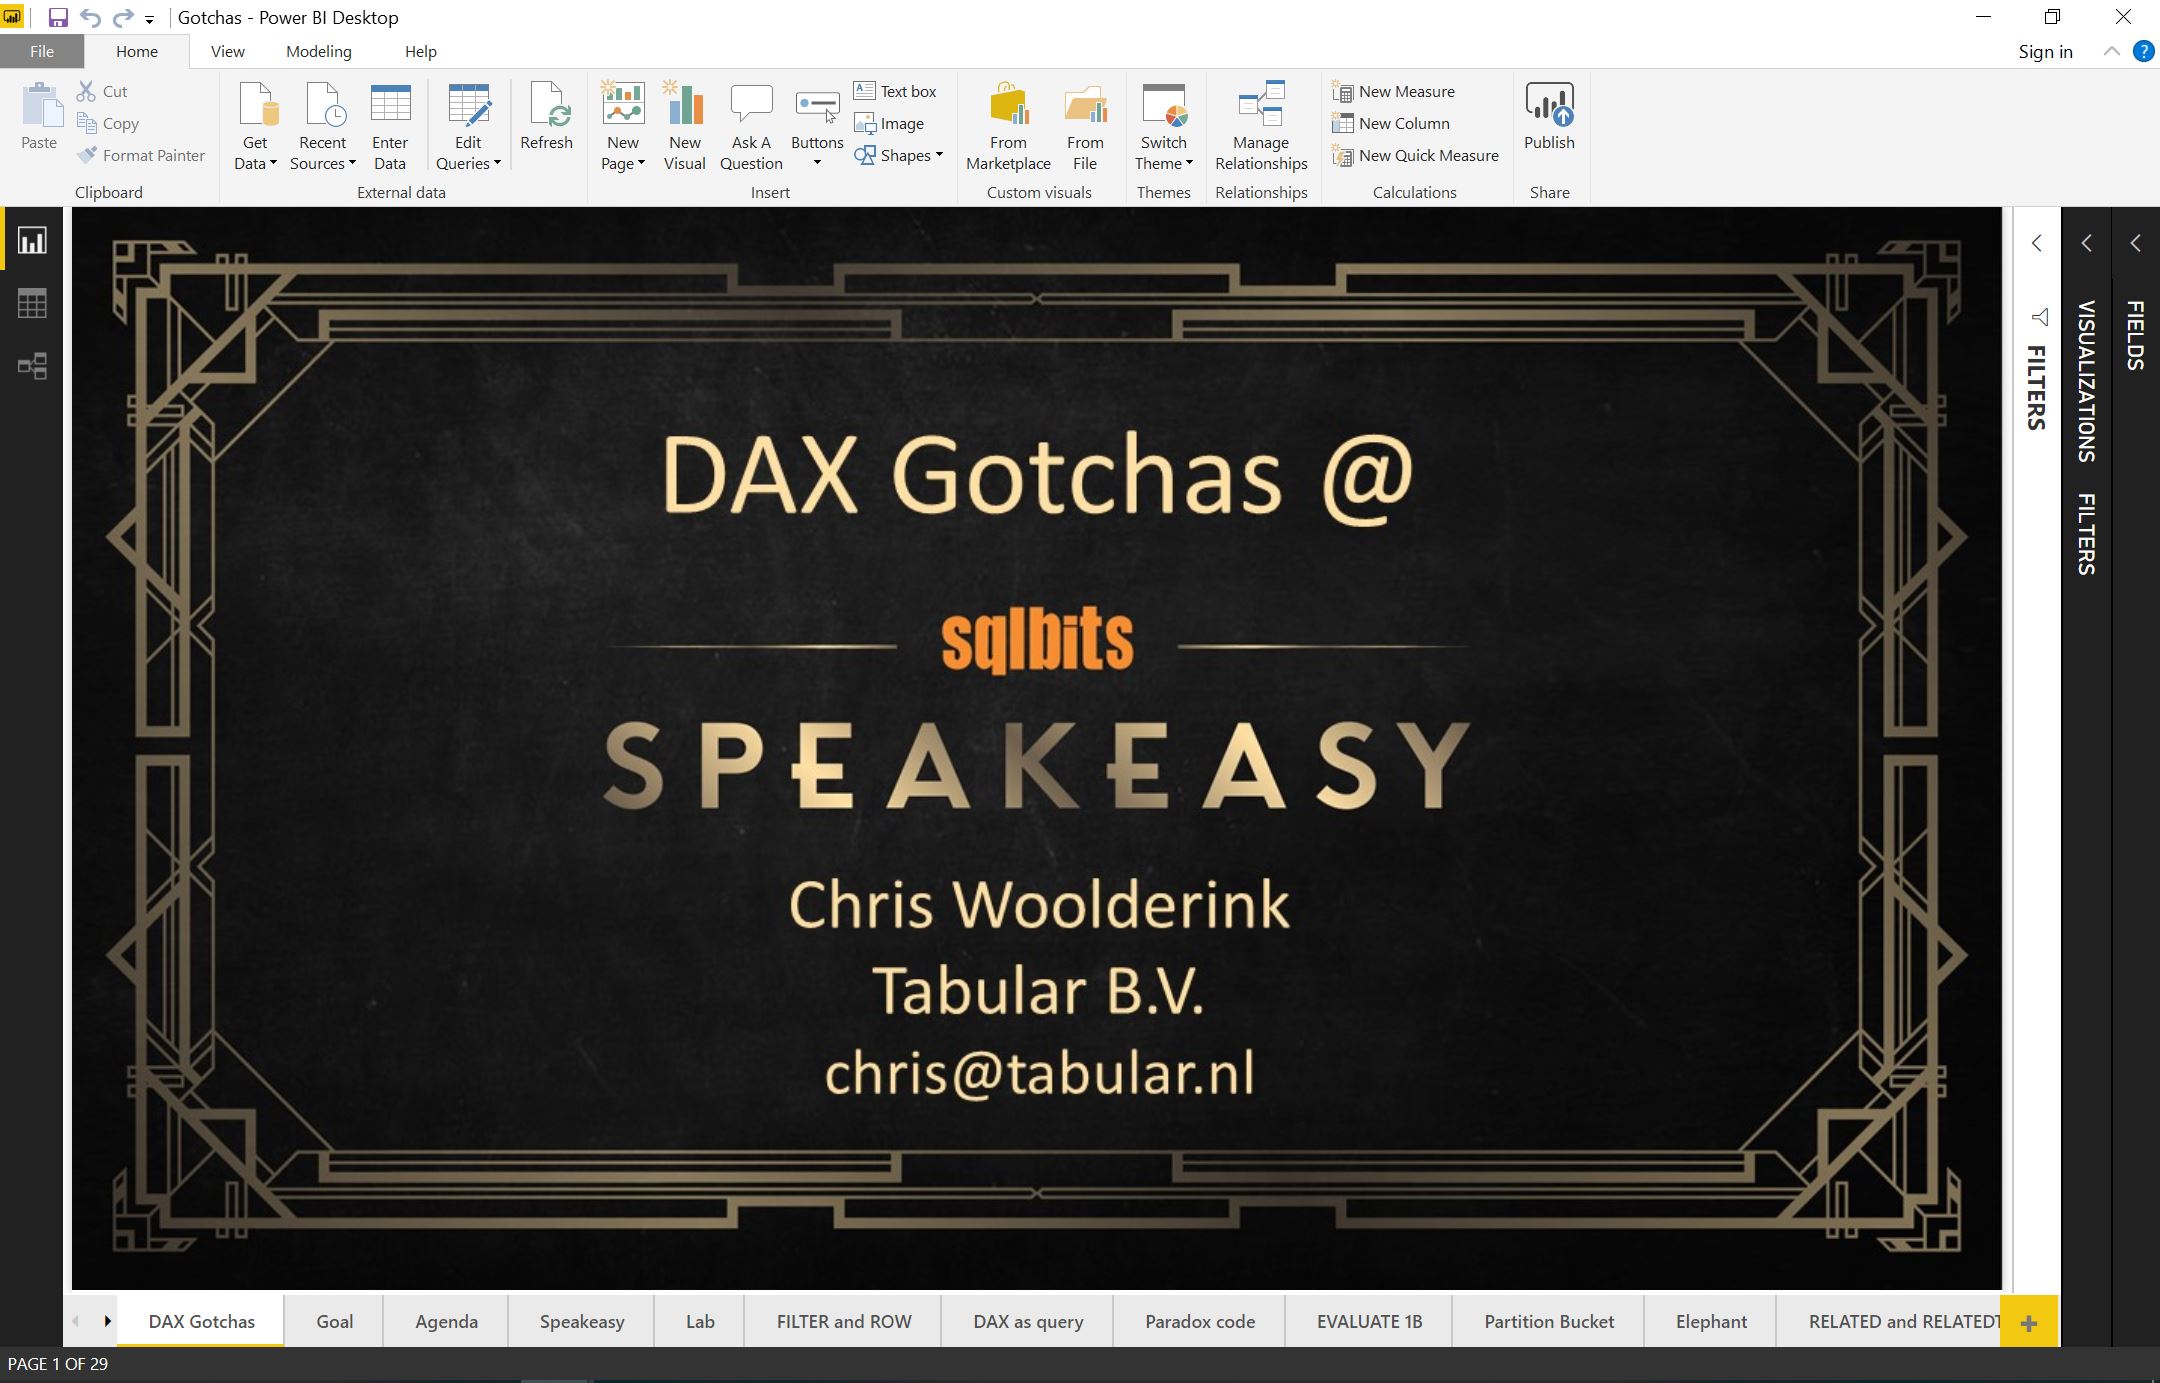 Gotchas - Power BI Desktop
File Home View Modeling Help Sign in ?
Paste
Cut
Copy
Format Painter
Clipboard
Get Data
Recent Sources
Enter Data
Edit Queries
Refresh
External data
New Page
New Visual
Ask A Question
Buttons
Text box
Image
Shapes
Insert
From Marketplace
From File
Custom visuals
Switch Theme
Themes
Manage Relationships
Relationships
New Measure
New Column
New Quick Measure
Calculations
Publish
Share
DAX Gotchas @
sqlbits
SPEAKEASY
Chris Woolderink
Tabular B.V.
chris@tabular.nl
FILTERS
VISUALIZATIONS
FILTERS
FIELDS
DAX Gotchas Goal Agenda Speakeasy Lab FILTER and ROW DAX as query Paradox code EVALUATE 1B Partition Bucket Elephant RELATED and RELATEDT +
PAGE 1 OF 29